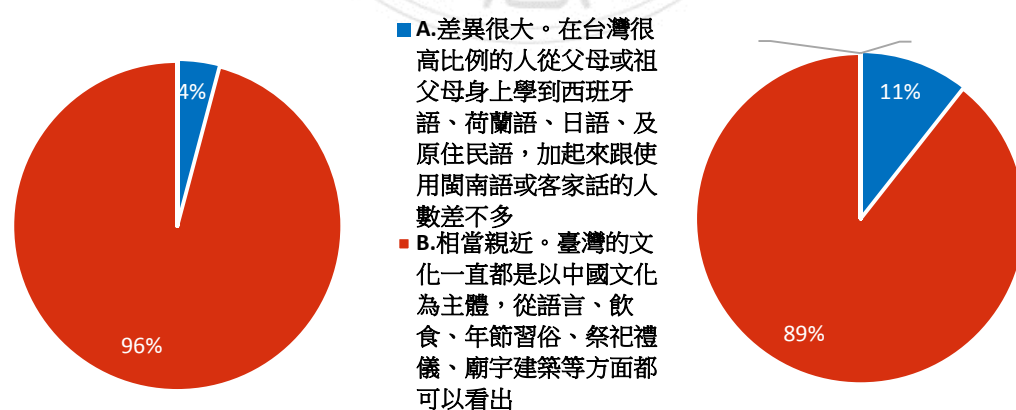 4%
96%
A.差異很大。在台灣很
高比例的人從父母或祖
父母身上學到西班牙
語、荷蘭語、日語、及
原住民語，加起來跟使
用閩南語或客家話的人
數差不多
B.相當親近。臺灣的文
化一直都是以中國文化
為主體，從語言、飲
食、年節習俗、祭祀禮
儀、廟宇建築等方面都
可以看出
11%
89%